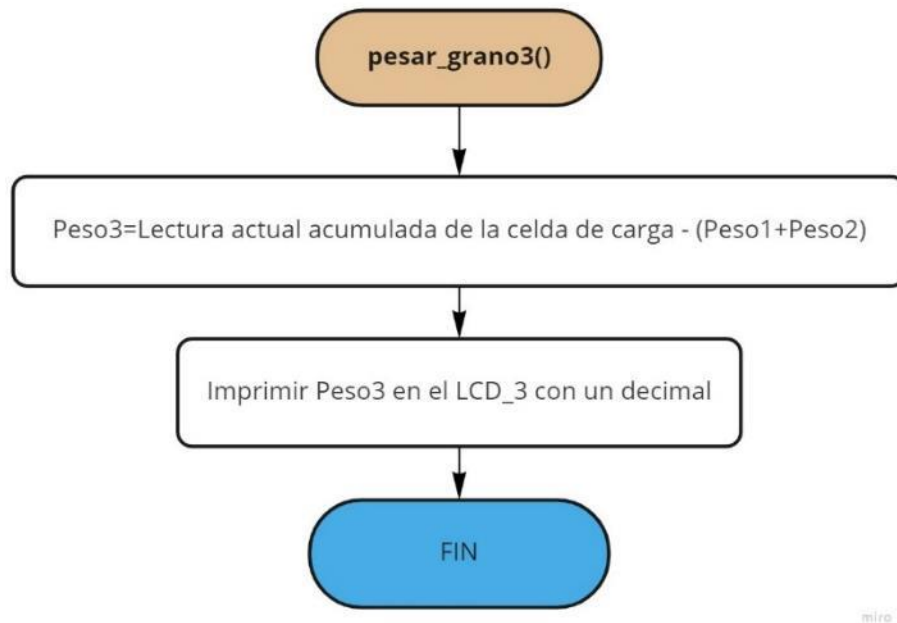 pesar_grano3()
Peso3=Lectura actual acumulada de la celda de carga - (Peso1+Peso2)
Imprimir Peso3 en el LCD_3 con un decimal
FIN
miro